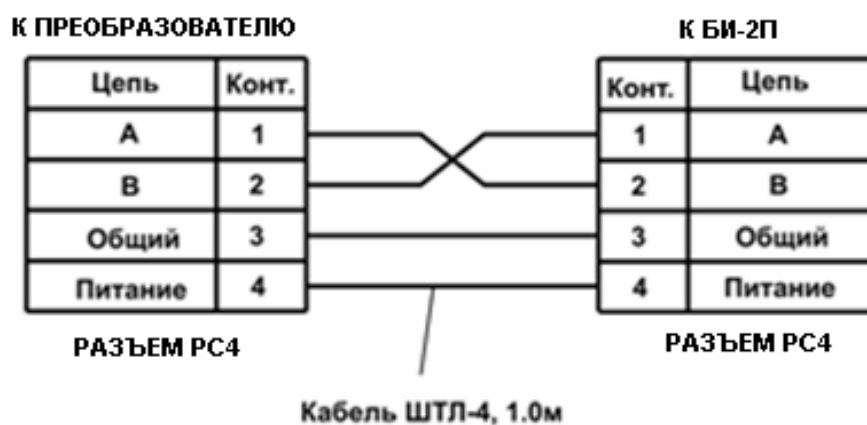 К ПРЕОБРАЗОВАТЕЛЮ
К БИ-2П
Цепь Конт.
Конт. Цепь
А 1
1 А
В 2
2 В
Общий 3
3 Общий
Питание 4
4 Питание
РАЗЪЕМ РС4
РАЗЪЕМ РС4
Кабель ШТЛ-4, 1.0м